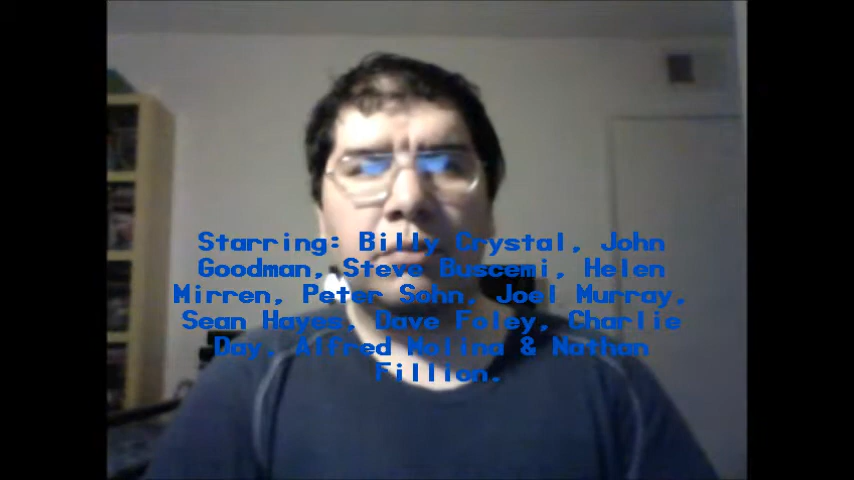 Starring: Billy Crystal, John
Goodman, Steve Buscemi, Helen
Mirren, Peter Sohn, Joel Murray,
Sean Hayes, Dave Foley, Charlie
Day, Alfred Molina & Nathan
Fillion.